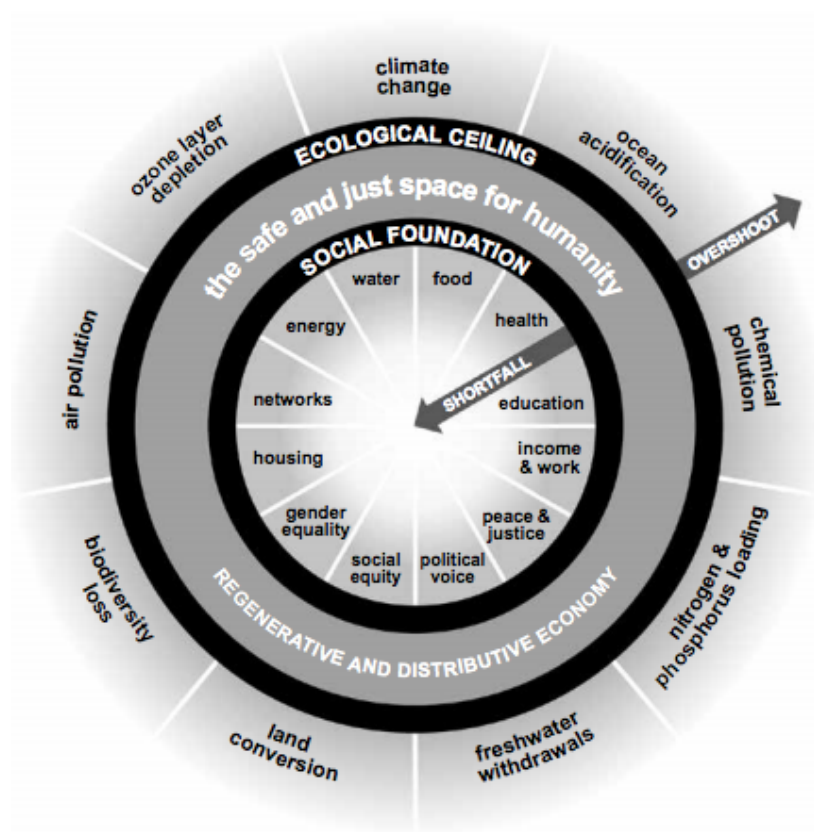 climate
change
ocean
acidification
OVERSHOOT
chemical
pollution
nitrogen &
phosphorus loading
freshwater
withdrawals
land
conversion
biodiversity
loss
air pollution
ozone layer
depletion
ECOLOGICAL CEILING
the safe and just space for humanity
SOCIAL FOUNDATION
water
food
health
SHORTFALL
education
income
& work
peace &
justice
political
voice
social
equity
gender
equality
housing
networks
energy
REGENERATIVE AND DISTRIBUTIVE ECONOMY